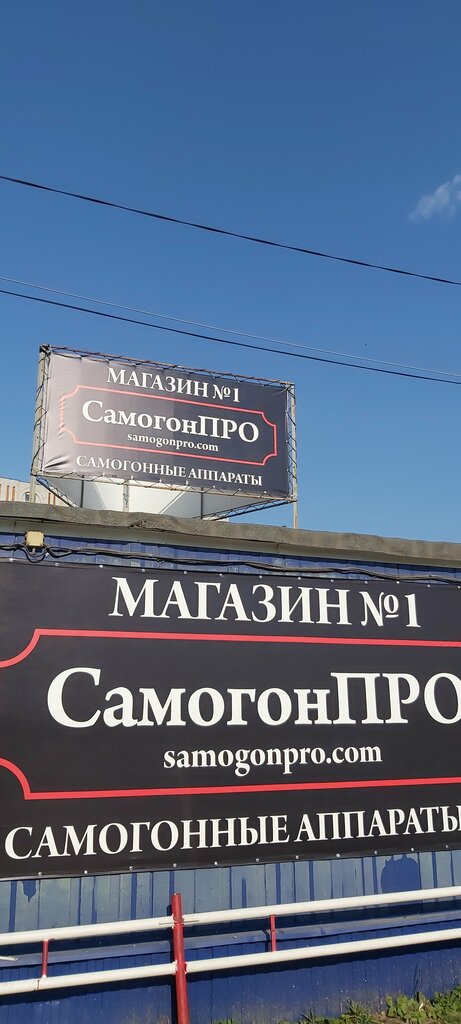 МАГАЗИН №1
СамогонПРО
samogonpro.com
САМОГОННЫЕ АППАРАТЫ
МАГАЗИН №1
СамогонПРО
samogonpro.com
САМОГОННЫЕ АППАРАТЫ